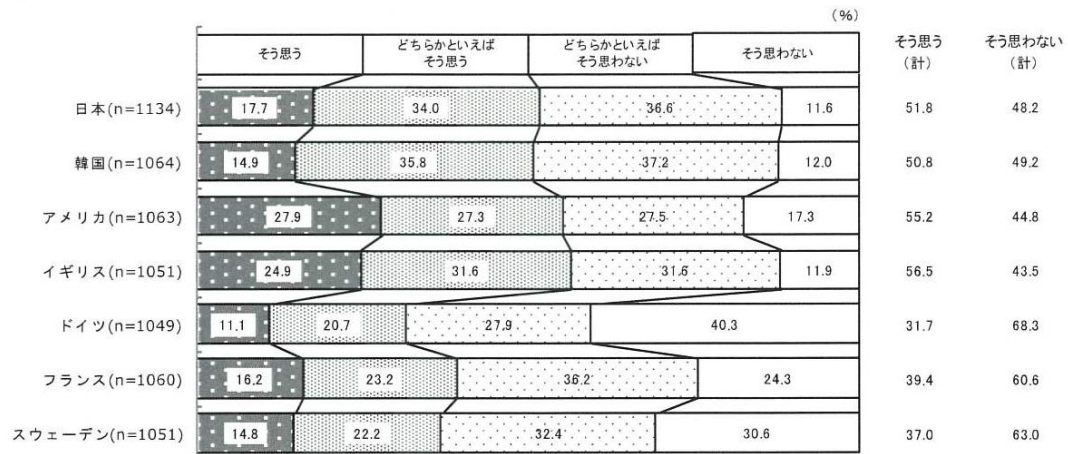 (%)
そう思う どちらかといえば そう思う どちらかといえば そう思わない そう思わない そう思う (計) そう思わない (計)
日本(n=1134) 17.7 34.0 36.6 11.6 51.8 48.2
韓国(n=1064) 14.9 35.8 37.2 12.0 50.8 49.2
アメリカ(n=1063) 27.9 27.3 27.5 17.3 55.2 44.8
イギリス(n=1051) 24.9 31.6 31.6 11.9 56.5 43.5
ドイツ(n=1049) 11.1 20.7 27.9 40.3 31.7 68.3
フランス(n=1060) 16.2 23.2 36.2 24.3 39.4 60.6
スウェーデン(n=1051) 14.8 22.2 32.4 30.6 37.0 63.0